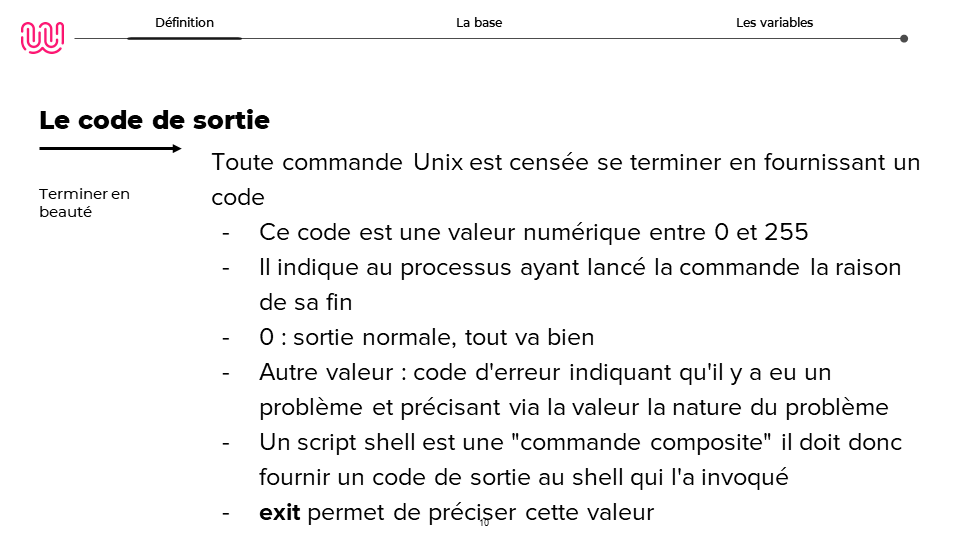 Définition
La base
Les variables
Le code de sortie
Terminer en
beauté
Toute commande Unix est censée se terminer en fournissant un
code
- Ce code est une valeur numérique entre 0 et 255
- Il indique au processus ayant lancé la commande la raison
de sa fin
- 0 : sortie normale, tout va bien
- Autre valeur : code d'erreur indiquant qu'il y a eu un
problème et précisant via la valeur la nature du problème
- Un script shell est une "commande composite" il doit donc
fournir un code de sortie au shell qui l'a invoqué
- exit permet de préciser cette valeur
10